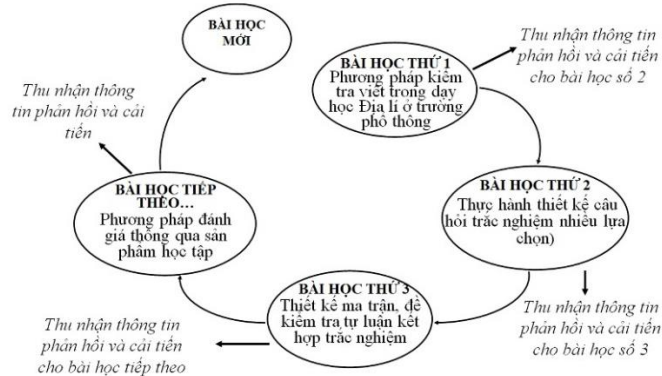 BÀI HỌC
MỚI
BÀI HỌC THỨ 1
Phương pháp kiểm
tra viết trong dạy
học Địa lí ở trường
phổ thông
Thu nhận thông tin
phản hồi và cải tiến
cho bài học số 2
BÀI HỌC THỨ 2
Thực hành thiết kế câu
hỏi trắc nghiệm nhiều lựa
chọn)
Thu nhận thông tin
phản hồi và cải tiến
cho bài học số 3
BÀI HỌC THỨ 3
Thiết kế ma trận, đề
kiểm tra tự luận kết
hợp trắc nghiệm
Thu nhận thông tin
phản hồi và cải tiến
cho bài học tiếp theo
BÀI HỌC TIẾP
THEO…
Phương pháp đánh
giá thông qua sản
phẩm học tập
Thu nhận thông
tin phản hồi và cải
tiến